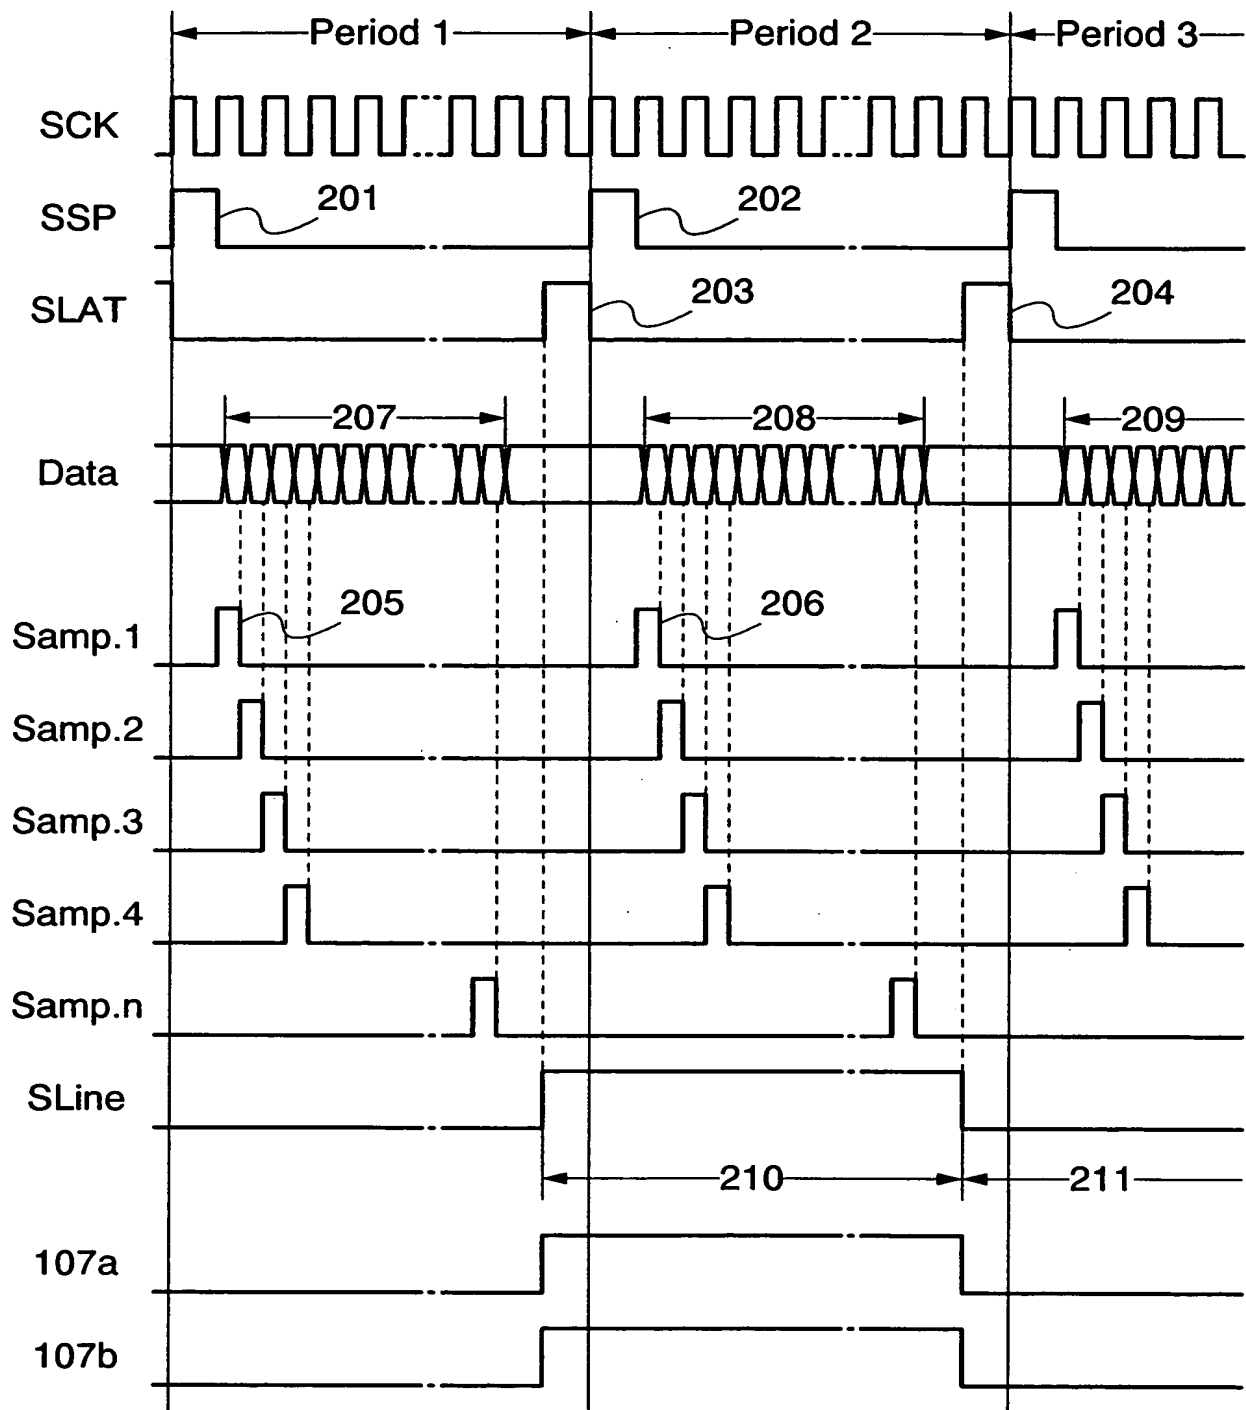 Period 1 Period 2 Period 3
SCK
SSP 201 202
SLAT 203 204
207 208 209
Data
Samp.1 205 206
Samp.2
Samp.3
Samp.4
Samp.n
SLine
210 211
107a
107b